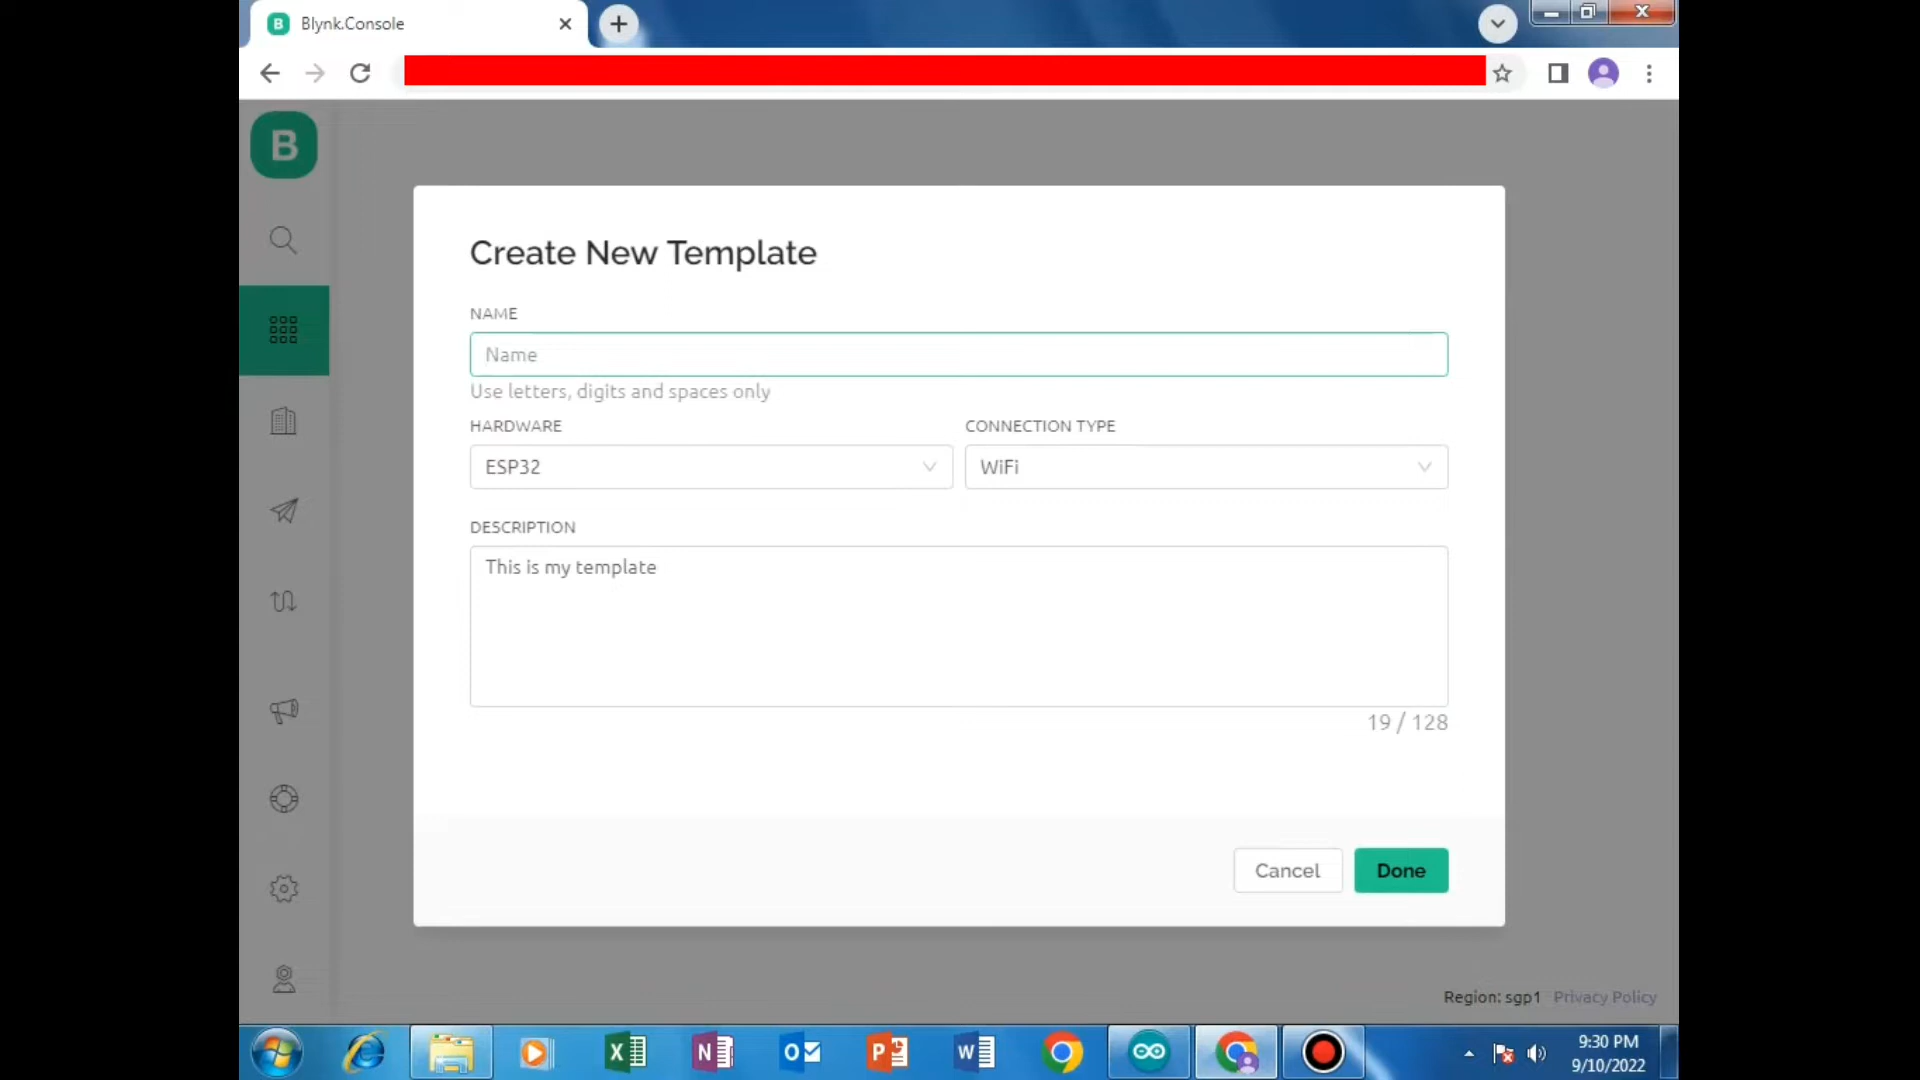 B Blynk.Console
B
Create New Template
NAME
Name
Use letters, digits and spaces only
HARDWARE
CONNECTION TYPE
ESP32
WiFi
DESCRIPTION
This is my template
19 / 128
Cancel
Done
Region: sgp1 Privacy Policy
9:30 PM
9/10/2022